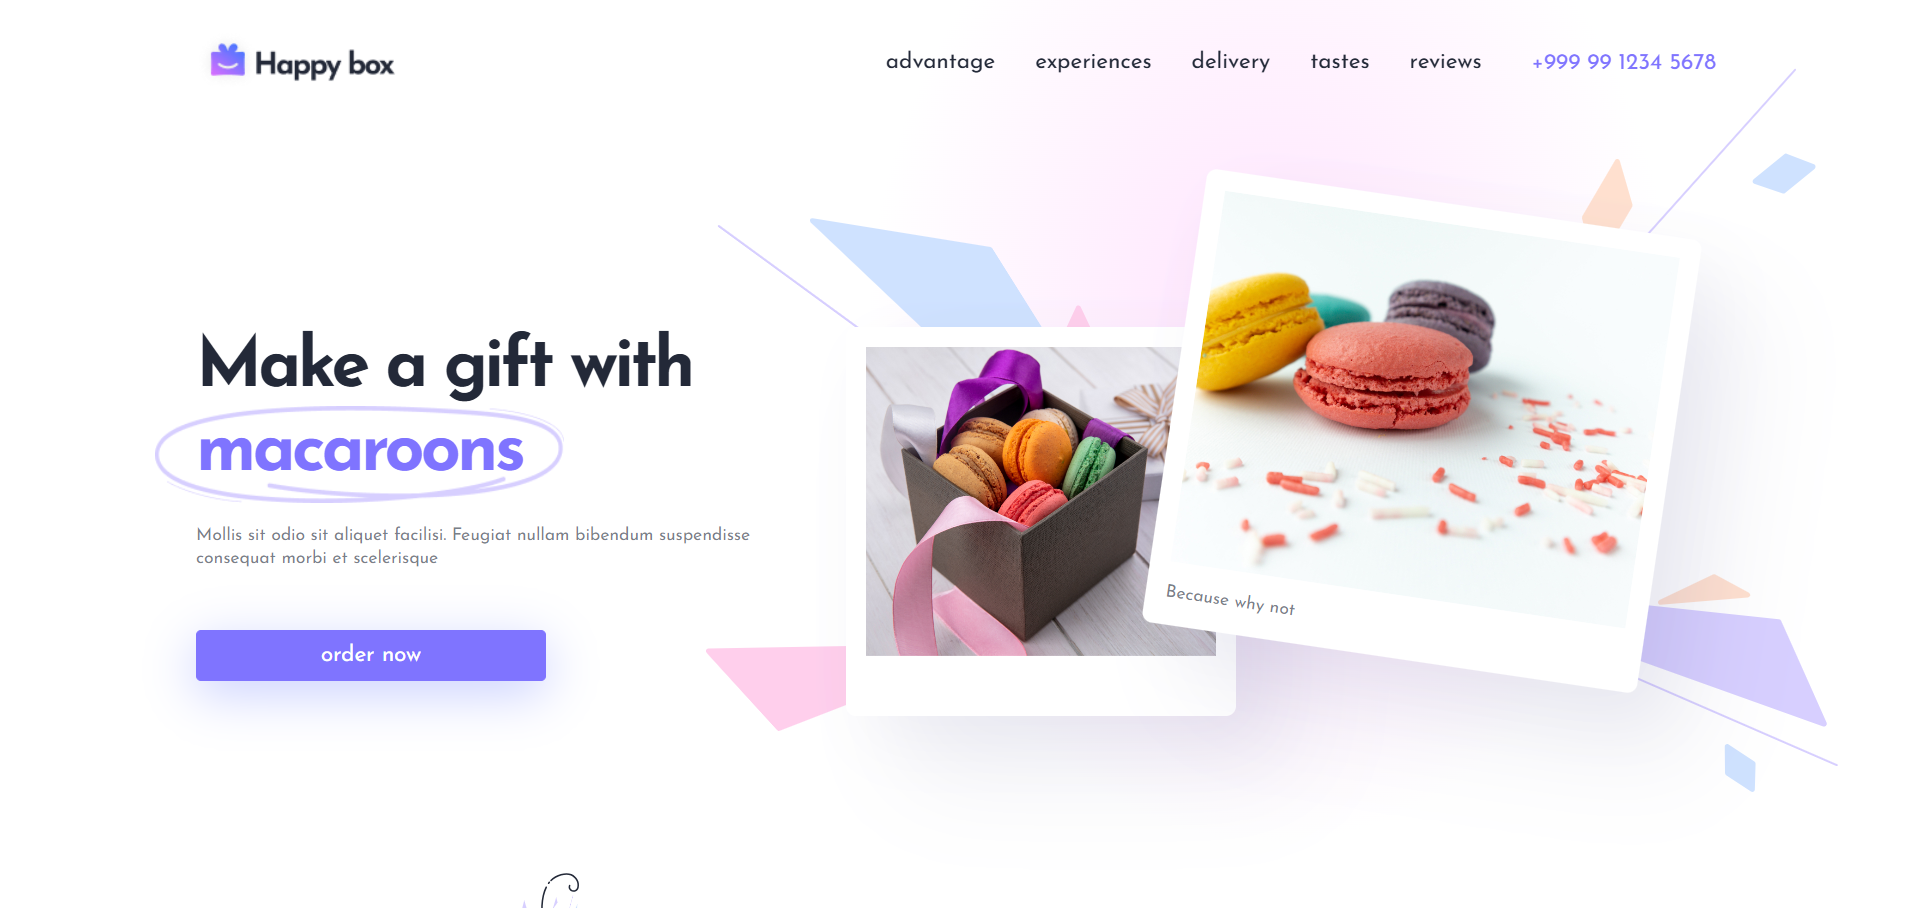 Happy box
advantage experiences delivery tastes reviews +999 99 1234 5678
Make a gift with
macaroons
Mollis sit odio sit aliquet facilisi. Feugiat nullam bibendum suspendisse
consequat morbi et scelerisque
order now
Because why not